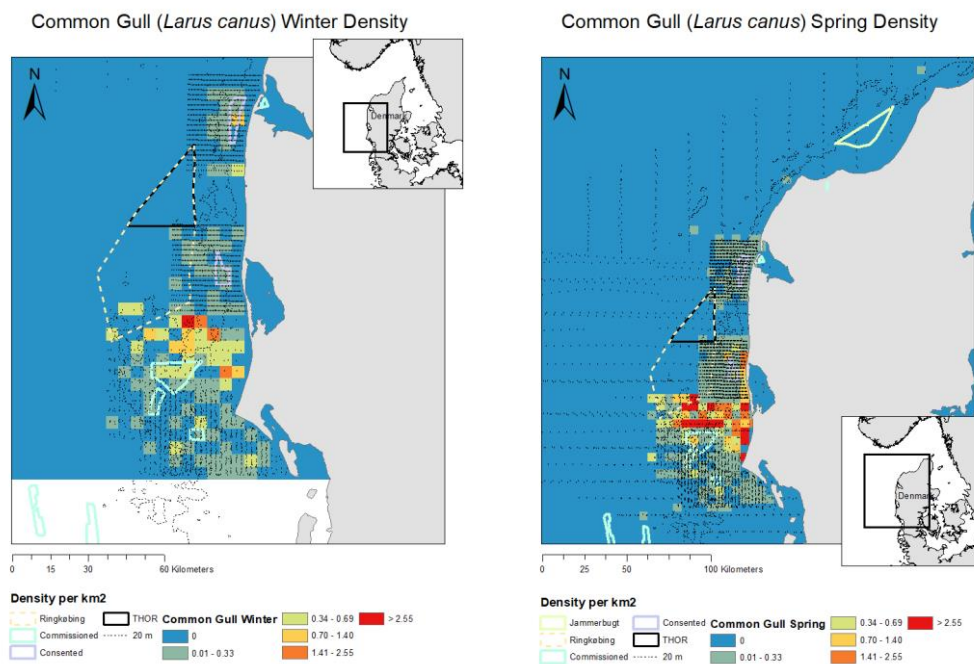 Common Gull (Larus canus) Winter Density
N
Denmark
0 15 30 60 Kilometers
Density per km2
Ringkøbing
Commissioned
Consented
THOR
20 m
Common Gull Winter
0
0.01 - 0.33
0.34 - 0.69
0.70 - 1.40
1.41 - 2.55
> 2.55
Common Gull (Larus canus) Spring Density
N
Denmark
0 25 50 100 Kilometers
Density per km2
Jammerbugt
Ringkøbing
Commissioned
Consented
THOR
20 m
Common Gull Spring
0
0.01 - 0.33
0.34 - 0.69
0.70 - 1.40
1.41 - 2.55
> 2.55